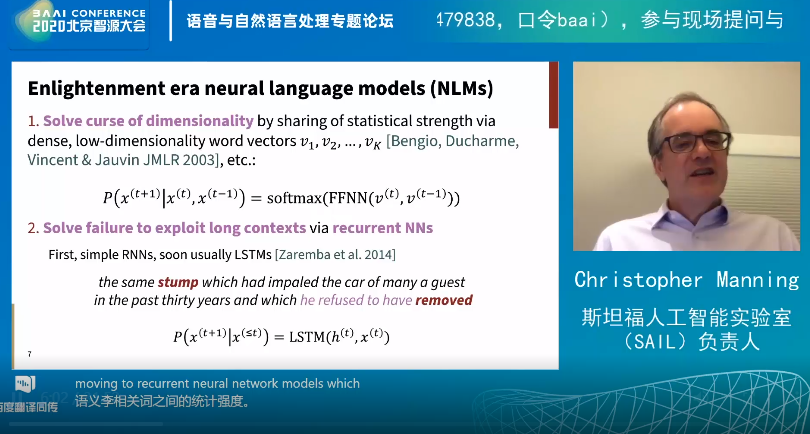 BAAI CONFERENCE
2020北京智源大会
语音与自然语言处理专题论坛
479838，口令baai），参与现场提问与
Enlightenment era neural language models (NLMs)
1. Solve curse of dimensionality by sharing of statistical strength via
dense, low-dimensionality word vectors v₁, v₂, ..., v_K [Bengio, Ducharme,
Vincent & Jauvin JMLR 2003], etc.:
P(x^(t+1)|x^(t), x^(t−1)) = softmax(FFNN(v^(t), v^(t−1)))
2. Solve failure to exploit long contexts via recurrent NNs
First, simple RNNs, soon usually LSTMs [Zaremba et al. 2014]
the same stump which had impaled the car of many a guest
in the past thirty years and which he refused to have removed
P(x^(t+1)|x^(≤t)) = LSTM(h^(t), x^(t))
7
Christopher Manning
斯坦福人工智能实验室
（SAIL）负责人
moving to recurrent neural network models which
语义李相关词之间的统计强度。
百度翻译同传